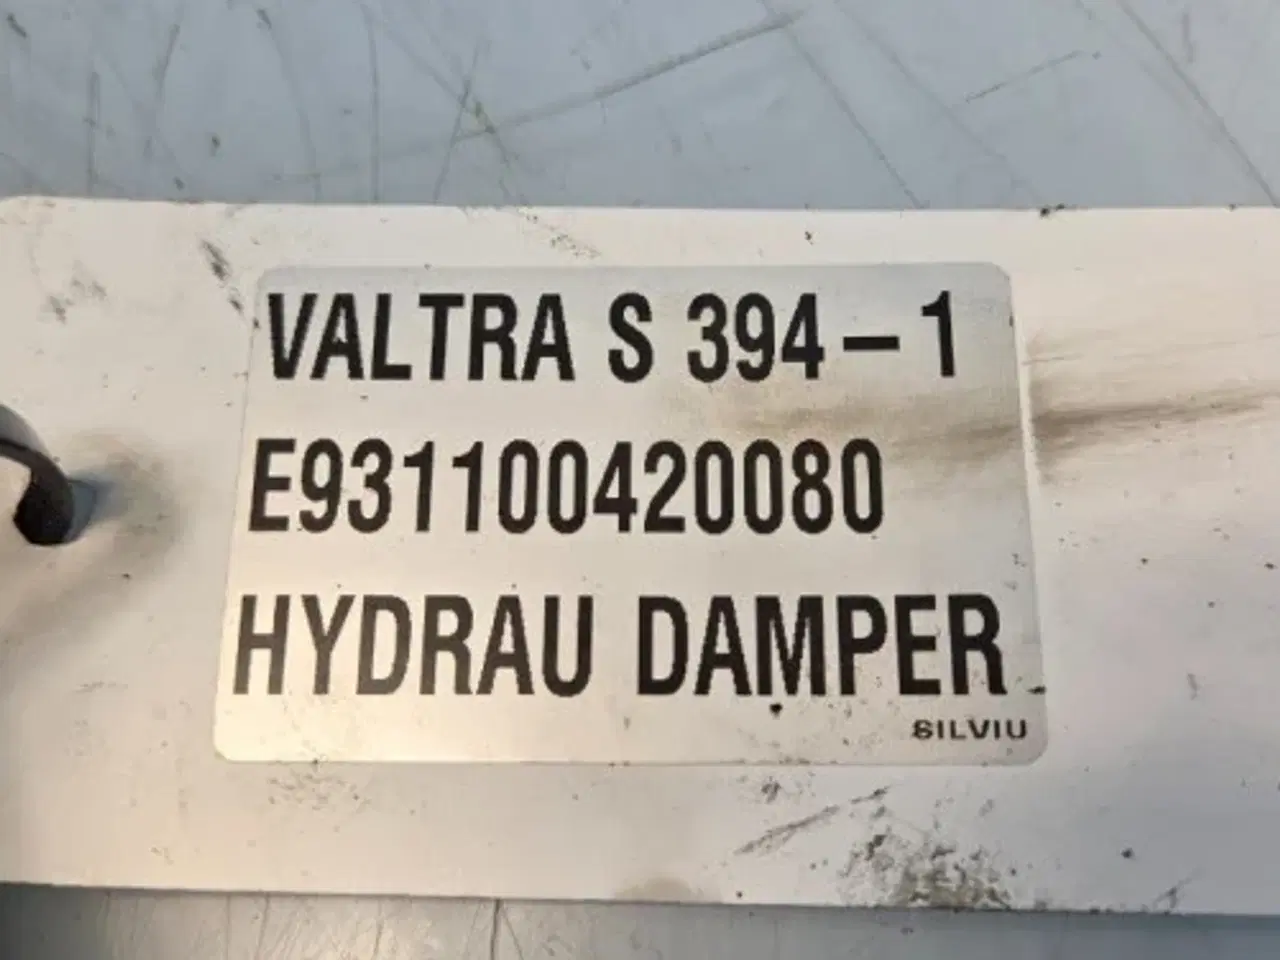 VALTRA S 394-1
E931100420080
HYDRAU DAMPER
SILVIU